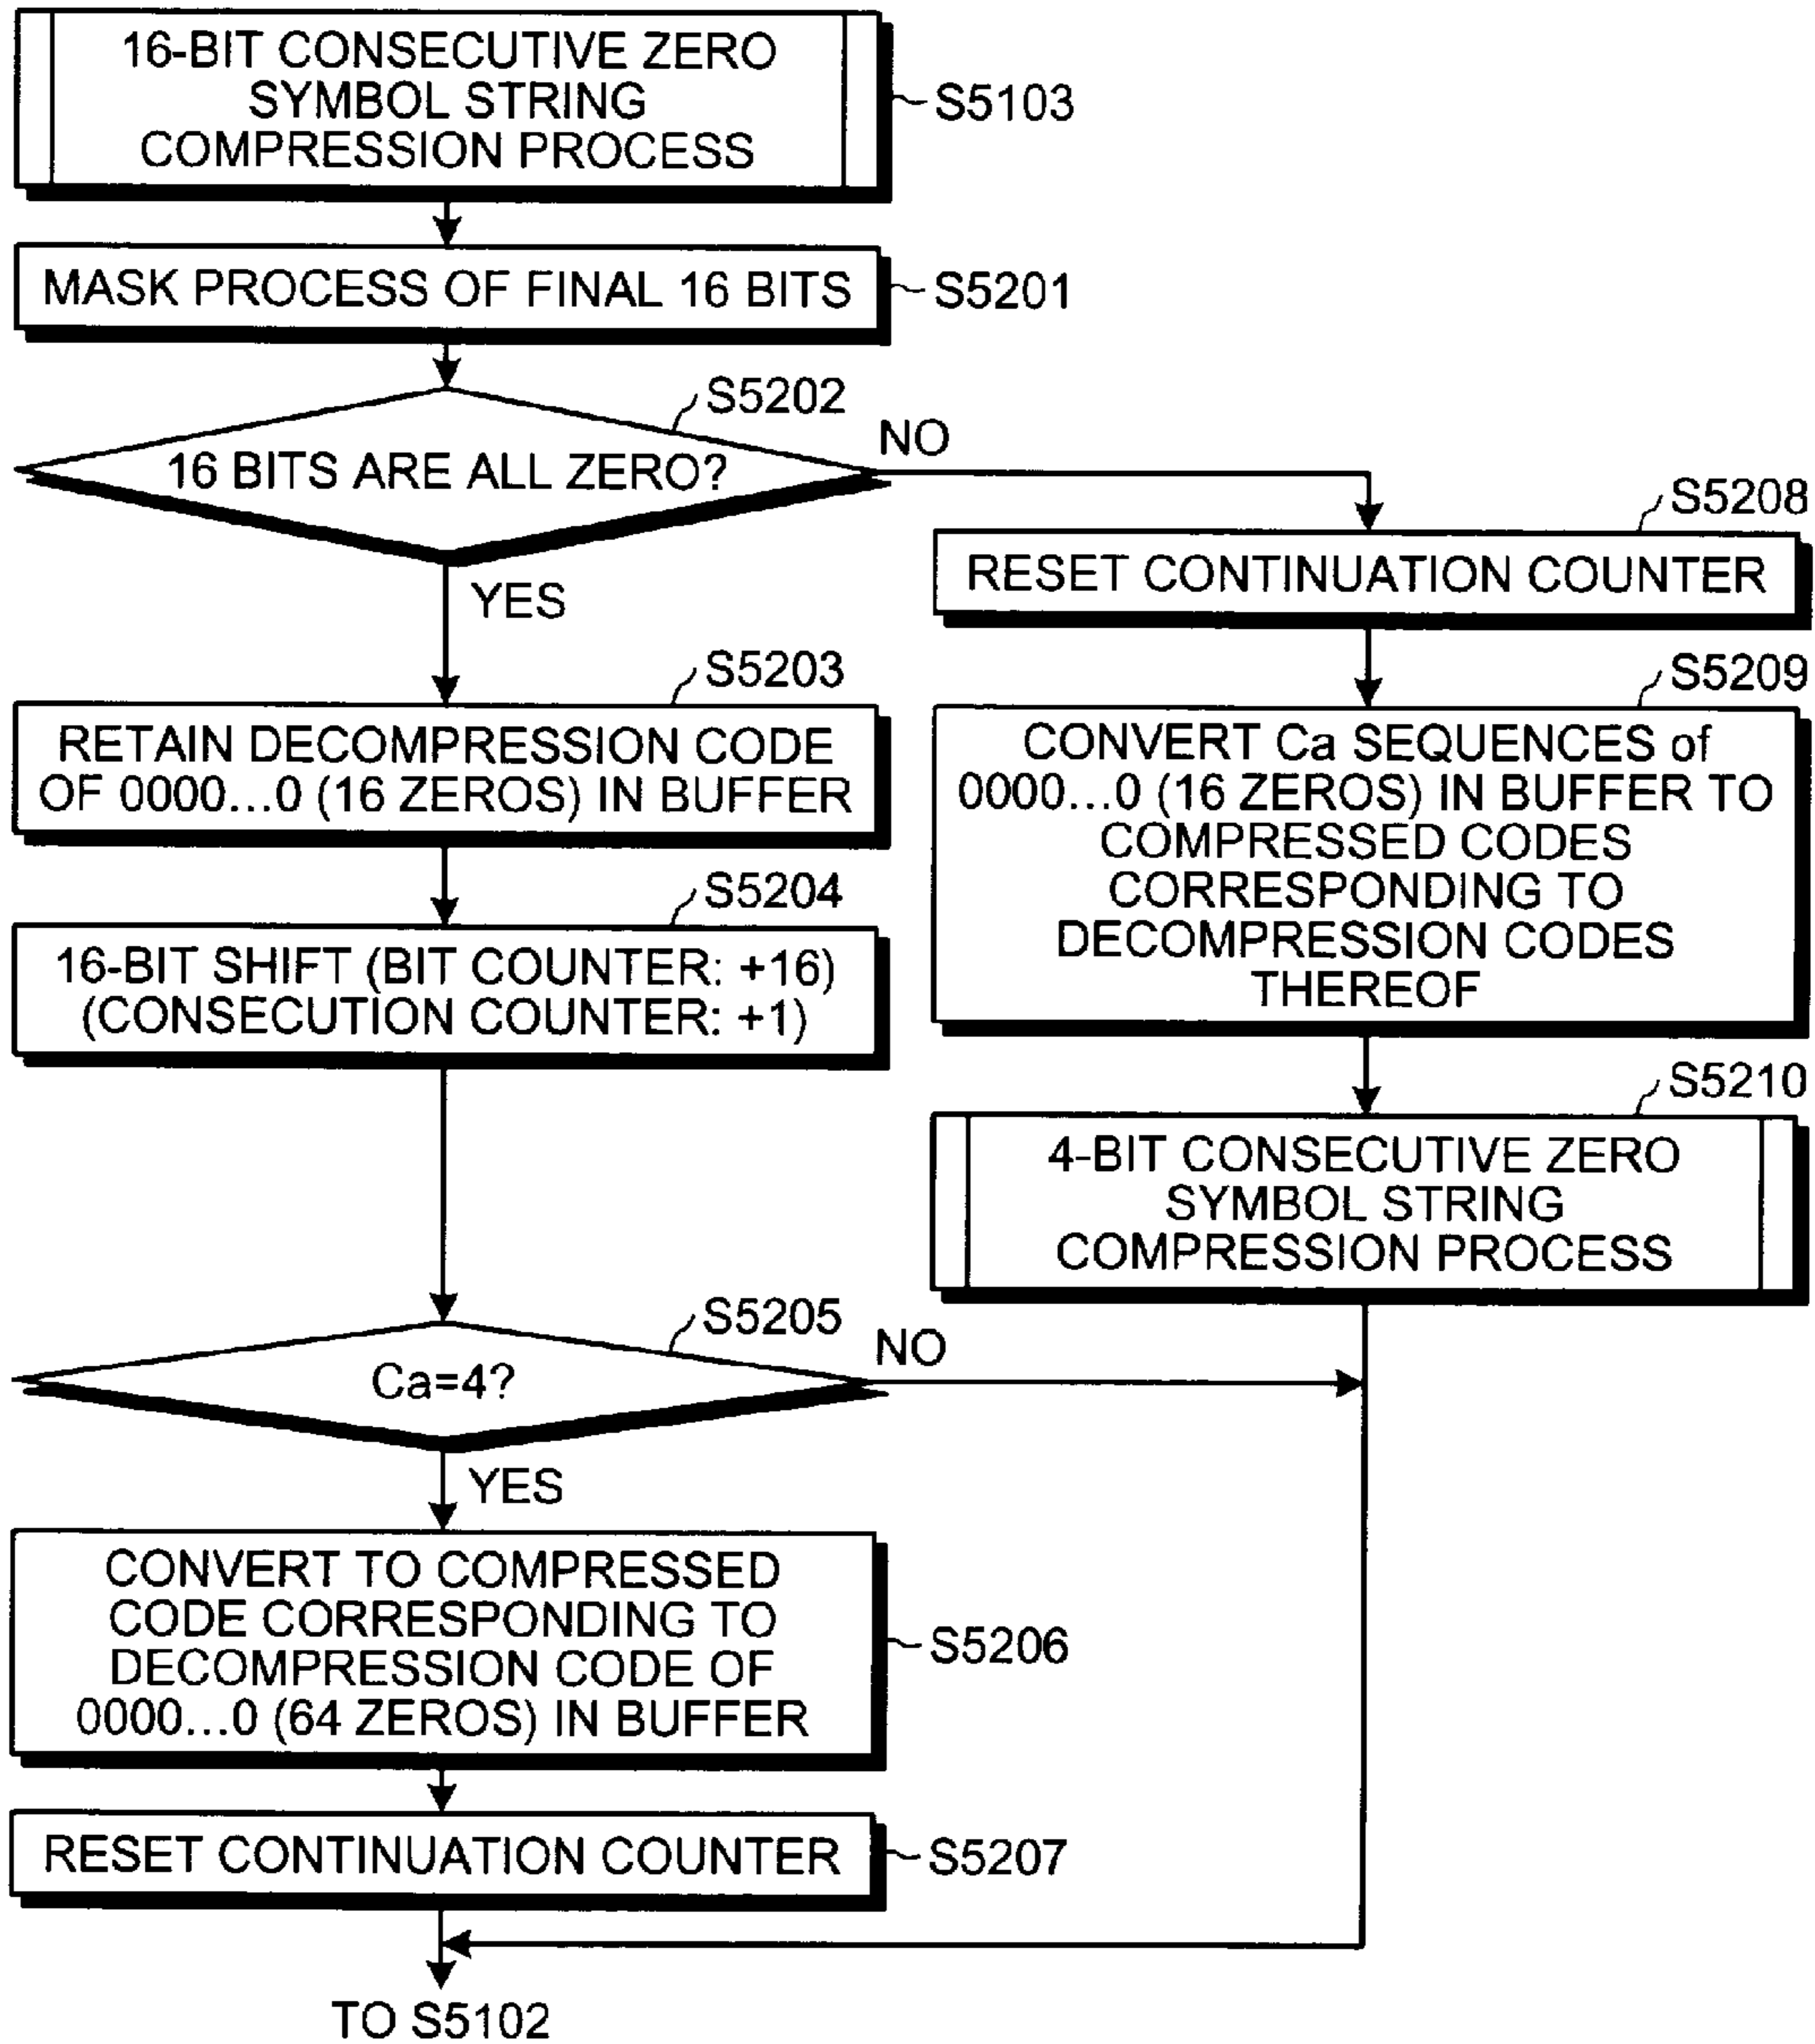 16-BIT CONSECUTIVE ZERO
SYMBOL STRING
COMPRESSION PROCESS
S5103
MASK PROCESS OF FINAL 16 BITS
S5201
S5202
16 BITS ARE ALL ZERO?
NO
YES
S5203
RETAIN DECOMPRESSION CODE
OF 0000...0 (16 ZEROS) IN BUFFER
S5204
16-BIT SHIFT (BIT COUNTER: +16)
(CONSECUTION COUNTER: +1)
S5208
RESET CONTINUATION COUNTER
S5209
CONVERT Ca SEQUENCES of
0000...0 (16 ZEROS) IN BUFFER TO
COMPRESSED CODES
CORRESPONDING TO
DECOMPRESSION CODES
THEREOF
S5210
4-BIT CONSECUTIVE ZERO
SYMBOL STRING
COMPRESSION PROCESS
S5205
Ca=4?
NO
YES
CONVERT TO COMPRESSED
CODE CORRESPONDING TO
DECOMPRESSION CODE OF
0000...0 (64 ZEROS) IN BUFFER
S5206
RESET CONTINUATION COUNTER
S5207
TO S5102